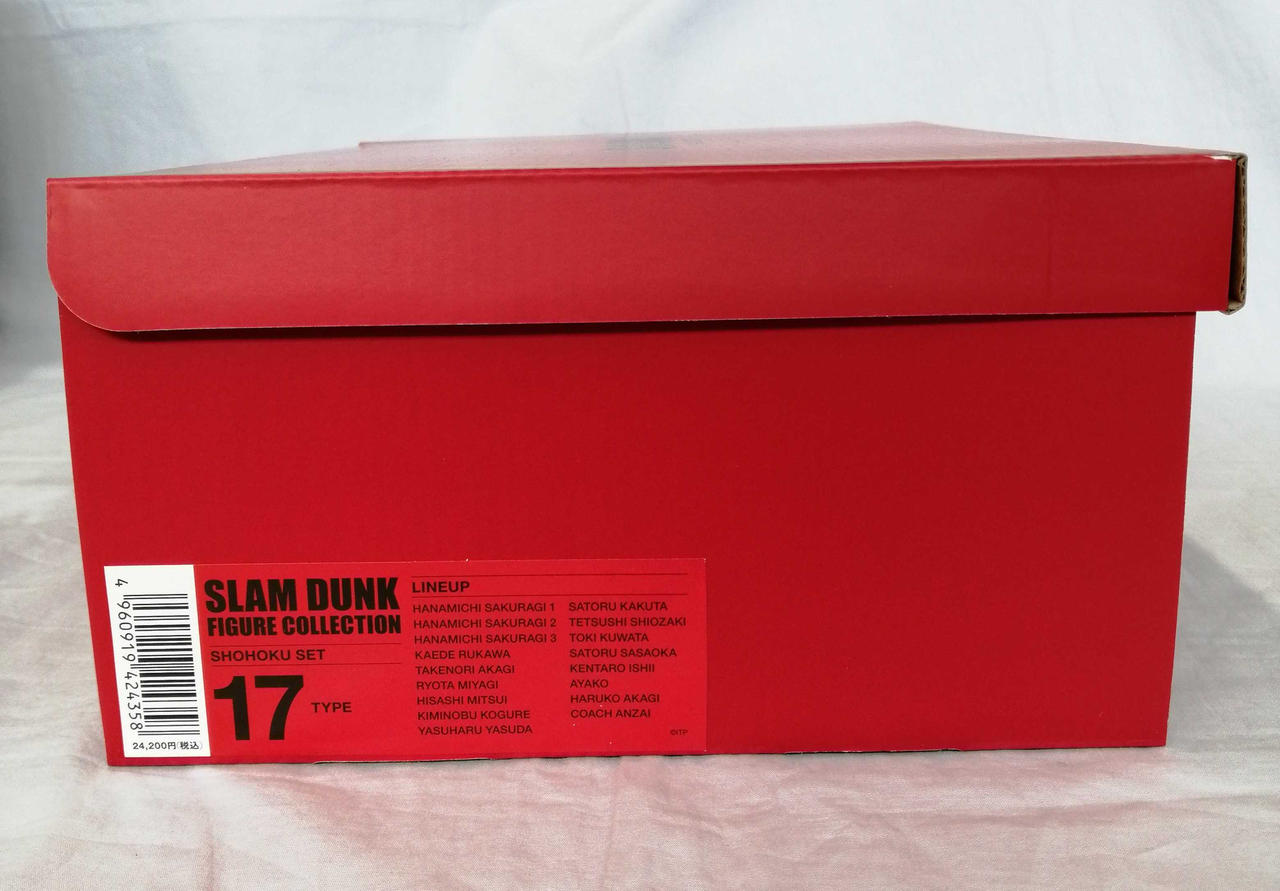 4 960919 424358
24,200円(税込)
SLAM DUNK
FIGURE COLLECTION
SHOHOKU SET
17 TYPE
LINEUP
HANAMICHI SAKURAGI 1
HANAMICHI SAKURAGI 2
HANAMICHI SAKURAGI 3
KAEDE RUKAWA
TAKENORI AKAGI
RYOTA MIYAGI
HISASHI MITSUI
KIMINOBU KOGURE
YASUHARU YASUDA
SATORU KAKUTA
TETSUSHI SHIOZAKI
TOKI KUWATA
SATORU SASAOKA
KENTARO ISHII
AYAKO
HARUKO AKAGI
COACH ANZAI
©ITP